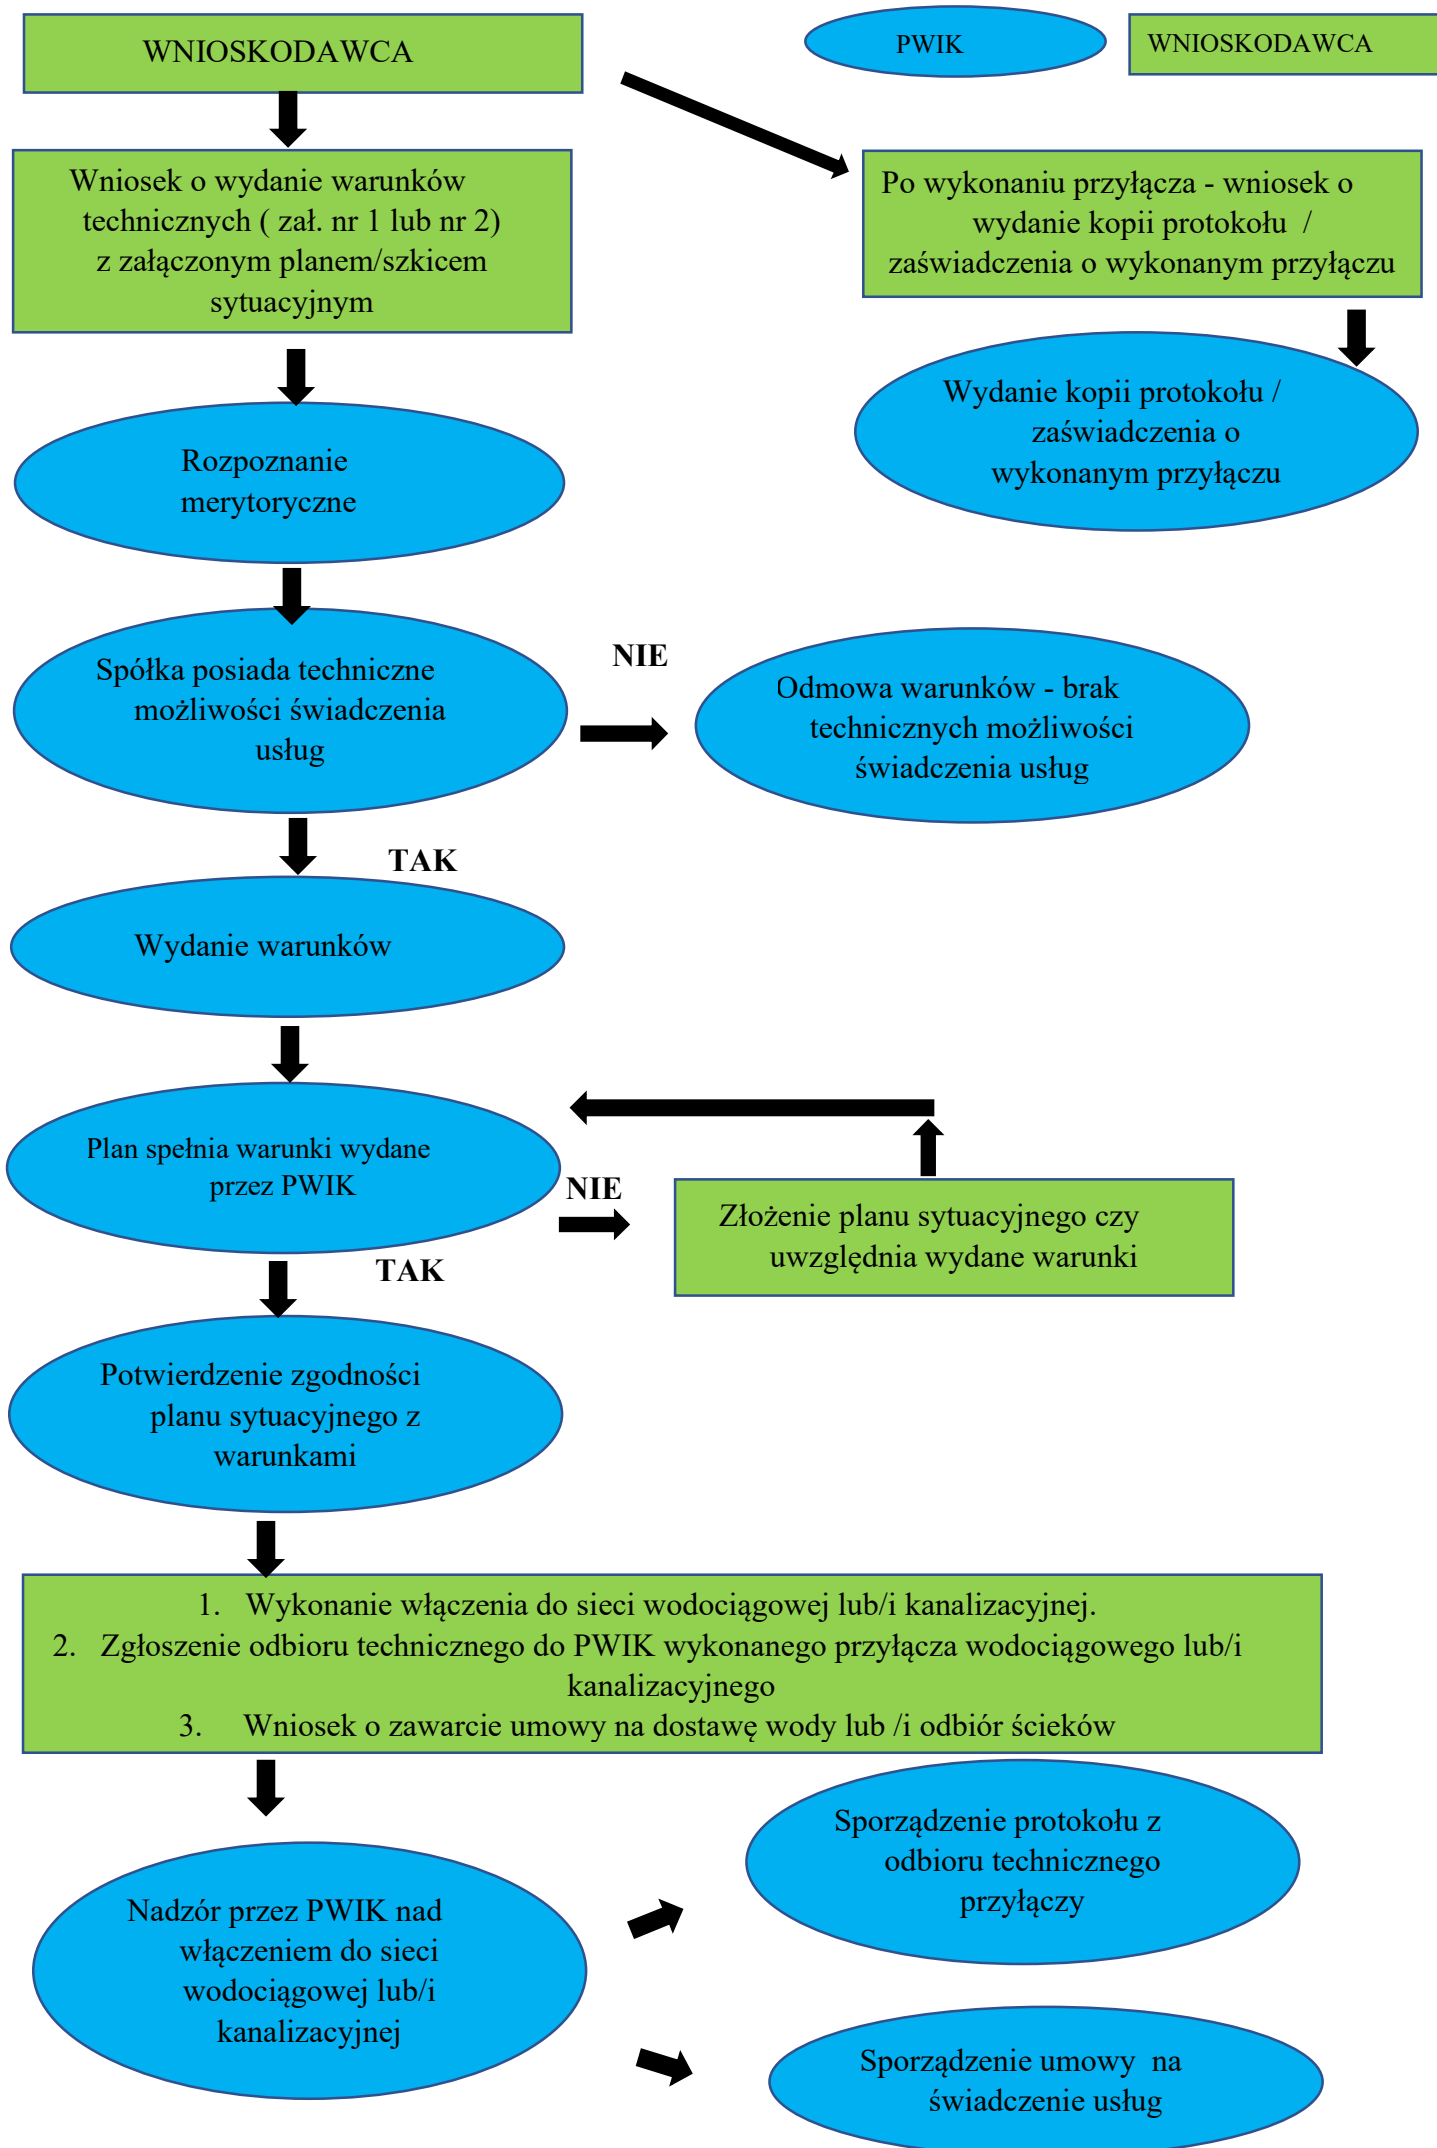 WNIOSKODAWCA
PWIK
WNIOSKODAWCA
Wniosek o wydanie warunków
technicznych ( zał. nr 1 lub nr 2)
z załączonym planem/szkicem
sytuacyjnym
Po wykonaniu przyłącza - wniosek o
wydanie kopii protokołu /
zaświadczenia o wykonanym przyłączu
Wydanie kopii protokołu /
zaświadczenia o
wykonanym przyłączu
Rozpoznanie
merytoryczne
Spółka posiada techniczne
możliwości świadczenia
usług
NIE
Odmowa warunków - brak
technicznych możliwości
świadczenia usług
TAK
Wydanie warunków
Plan spełnia warunki wydane
przez PWIK
NIE
Złożenie planu sytuacyjnego czy
uwzględnia wydane warunki
TAK
Potwierdzenie zgodności
planu sytuacyjnego z
warunkami
1. Wykonanie włączenia do sieci wodociągowej lub/i kanalizacyjnej.
2. Zgłoszenie odbioru technicznego do PWIK wykonanego przyłącza wodociągowego lub/i
kanalizacyjnego
3. Wniosek o zawarcie umowy na dostawę wody lub /i odbiór ścieków
Nadzór przez PWIK nad
włączeniem do sieci
wodociągowej lub/i
kanalizacyjnej
Sporządzenie protokołu z
odbioru technicznego
przyłączy
Sporządzenie umowy na
świadczenie usług